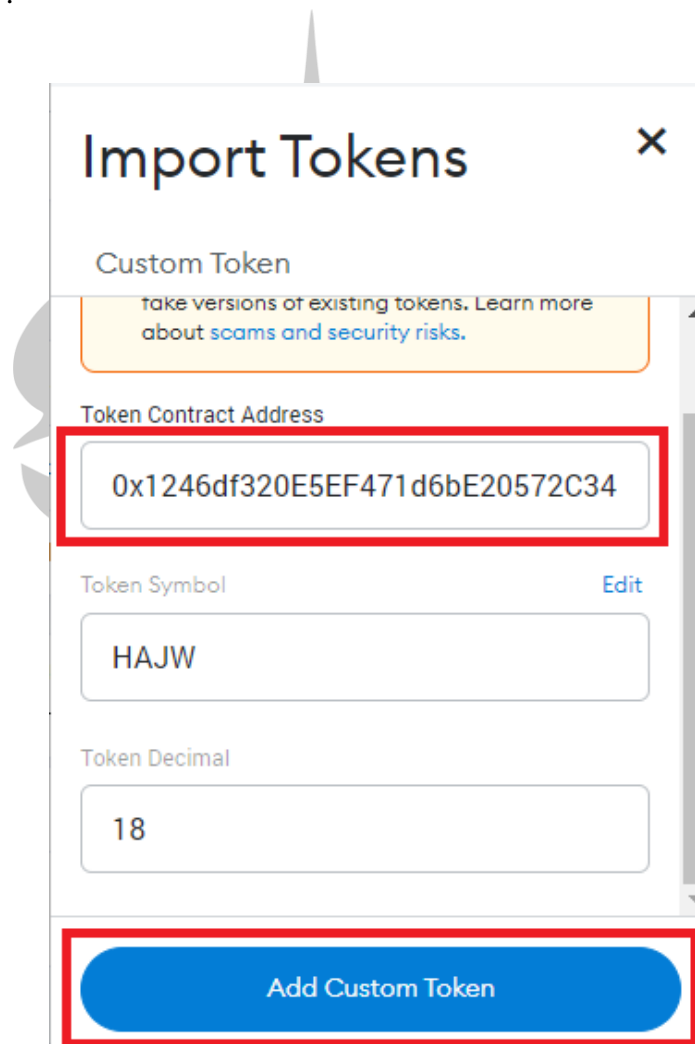 Import Tokens
Custom Token
fake versions of existing tokens. Learn more
about scams and security risks.
Token Contract Address
0x1246df320E5EF471d6bE20572C34
Token Symbol Edit
HAJW
Token Decimal
18
Add Custom Token